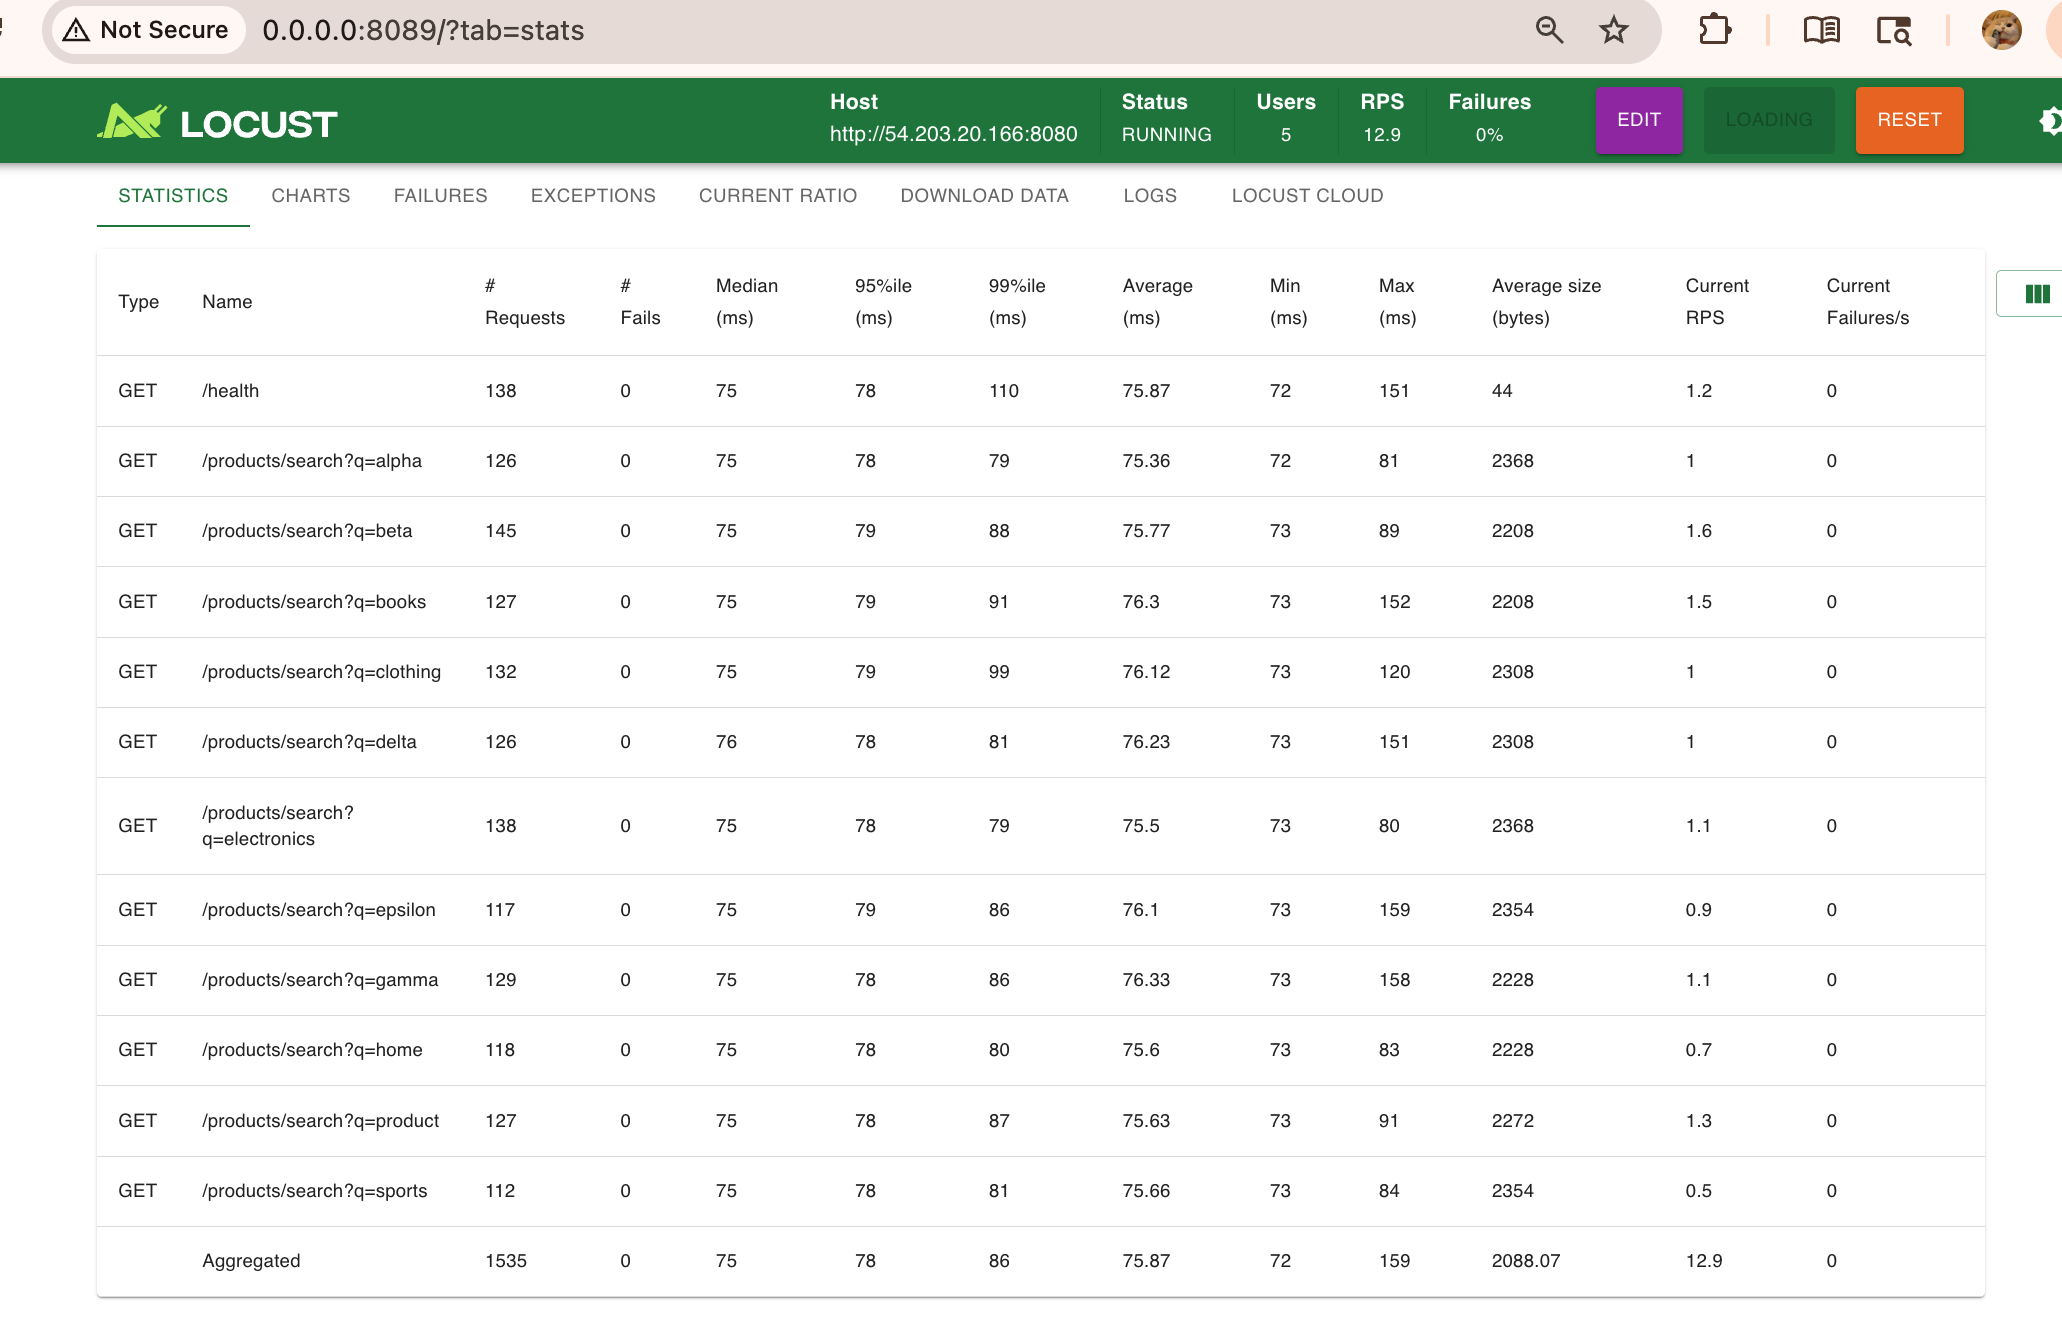 Not Secure 0.0.0.0:8089/?tab=stats
LOCUST
Host Status Users RPS Failures
http://54.203.20.166:8080 RUNNING 5 12.9 0%
EDIT LOADING RESET
STATISTICS CHARTS FAILURES EXCEPTIONS CURRENT RATIO DOWNLOAD DATA LOGS LOCUST CLOUD
Type Name # Requests # Fails Median (ms) 95%ile (ms) 99%ile (ms) Average (ms) Min (ms) Max (ms) Average size (bytes) Current RPS Current Failures/s
GET /health 138 0 75 78 110 75.87 72 151 44 1.2 0
GET /products/search?q=alpha 126 0 75 78 79 75.36 72 81 2368 1 0
GET /products/search?q=beta 145 0 75 79 88 75.77 73 89 2208 1.6 0
GET /products/search?q=books 127 0 75 79 91 76.3 73 152 2208 1.5 0
GET /products/search?q=clothing 132 0 75 79 99 76.12 73 120 2308 1 0
GET /products/search?q=delta 126 0 76 78 81 76.23 73 151 2308 1 0
GET /products/search?q=electronics 138 0 75 78 79 75.5 73 80 2368 1.1 0
GET /products/search?q=epsilon 117 0 75 79 86 76.1 73 159 2354 0.9 0
GET /products/search?q=gamma 129 0 75 78 86 76.33 73 158 2228 1.1 0
GET /products/search?q=home 118 0 75 78 80 75.6 73 83 2228 0.7 0
GET /products/search?q=product 127 0 75 78 87 75.63 73 91 2272 1.3 0
GET /products/search?q=sports 112 0 75 78 81 75.66 73 84 2354 0.5 0
Aggregated 1535 0 75 78 86 75.87 72 159 2088.07 12.9 0